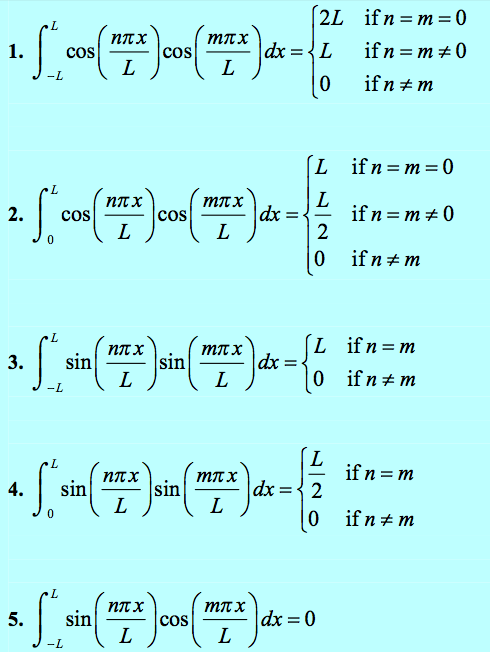 1. ∫_{-L}^{L} cos(nπx/L) cos(mπx/L) dx = { 2L if n = m = 0
L if n = m ≠ 0
0 if n ≠ m
2. ∫_{0}^{L} cos(nπx/L) cos(mπx/L) dx = { L if n = m = 0
L/2 if n = m ≠ 0
0 if n ≠ m
3. ∫_{-L}^{L} sin(nπx/L) sin(mπx/L) dx = { L if n = m
0 if n ≠ m
4. ∫_{0}^{L} sin(nπx/L) sin(mπx/L) dx = { L/2 if n = m
0 if n ≠ m
5. ∫_{-L}^{L} sin(nπx/L) cos(mπx/L) dx = 0